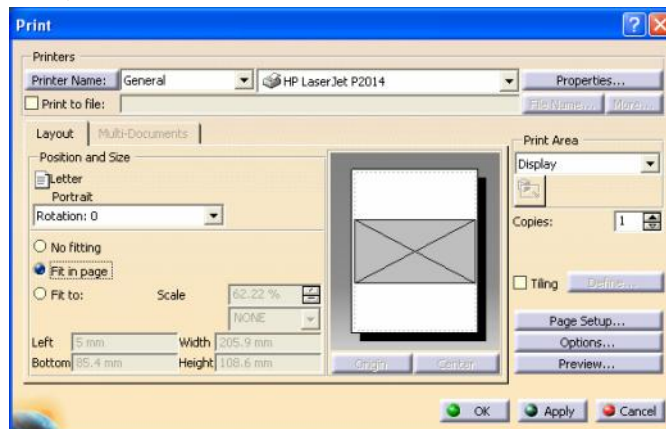 Print
Printers
Printer Name: General HP LaserJet P2014 Properties...
Print to file: File Name... More...
Layout Multi-Documents
Position and Size
Letter
Portrait
Rotation: 0
No fitting
Fit in page
Fit to: Scale 62.22 %
NONE
Left 5 mm Width 205.9 mm
Bottom 85.4 mm Height 108.6 mm
Origin Center
Print Area
Display
Copies: 1
Tiling Define...
Page Setup...
Options...
Preview...
OK Apply Cancel